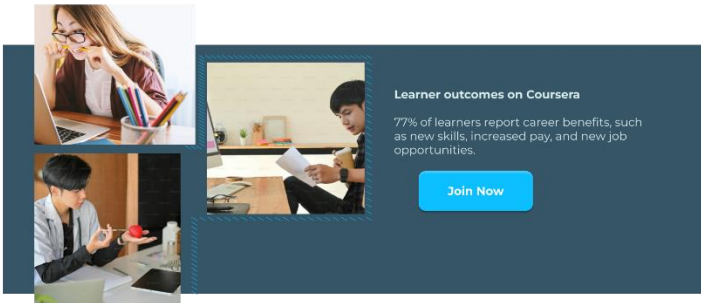 Learner outcomes on Coursera
77% of learners report career benefits, such
as new skills, increased pay, and new job
opportunities.
Join Now